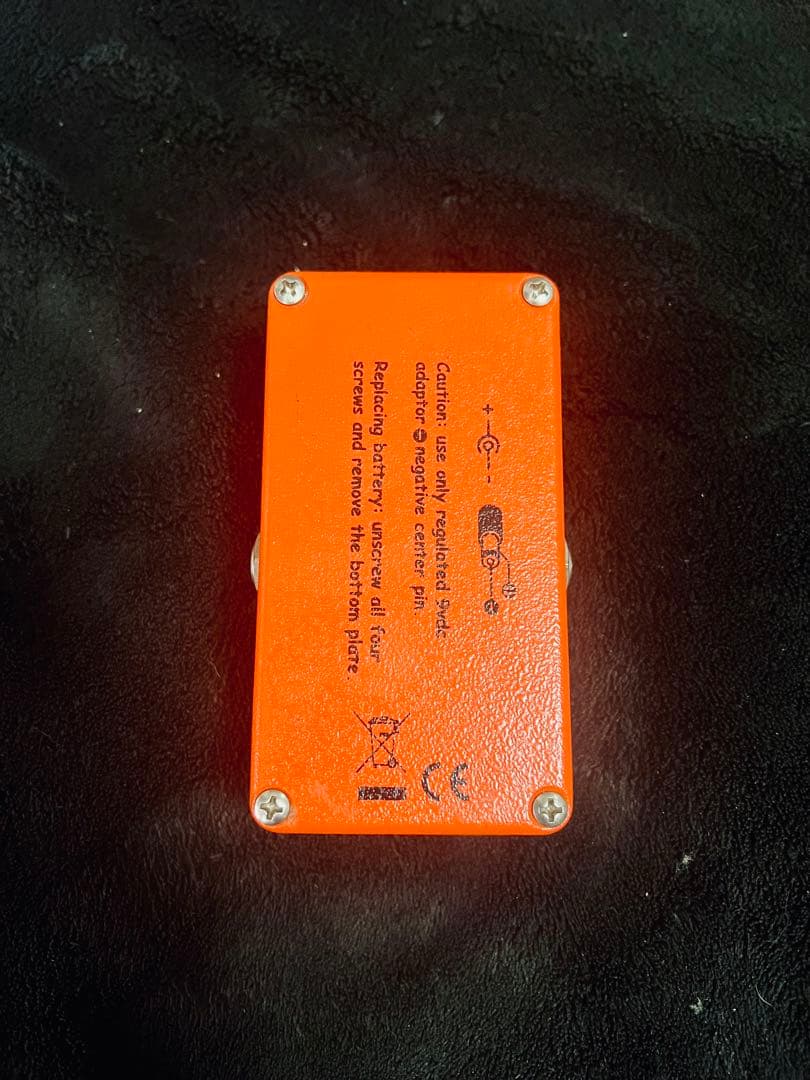 + -
Caution: use only regulated 9vdc
adaptor ⊖ negative center pin.
Replacing battery: unscrew all four
screws and remove the bottom plate.
CE